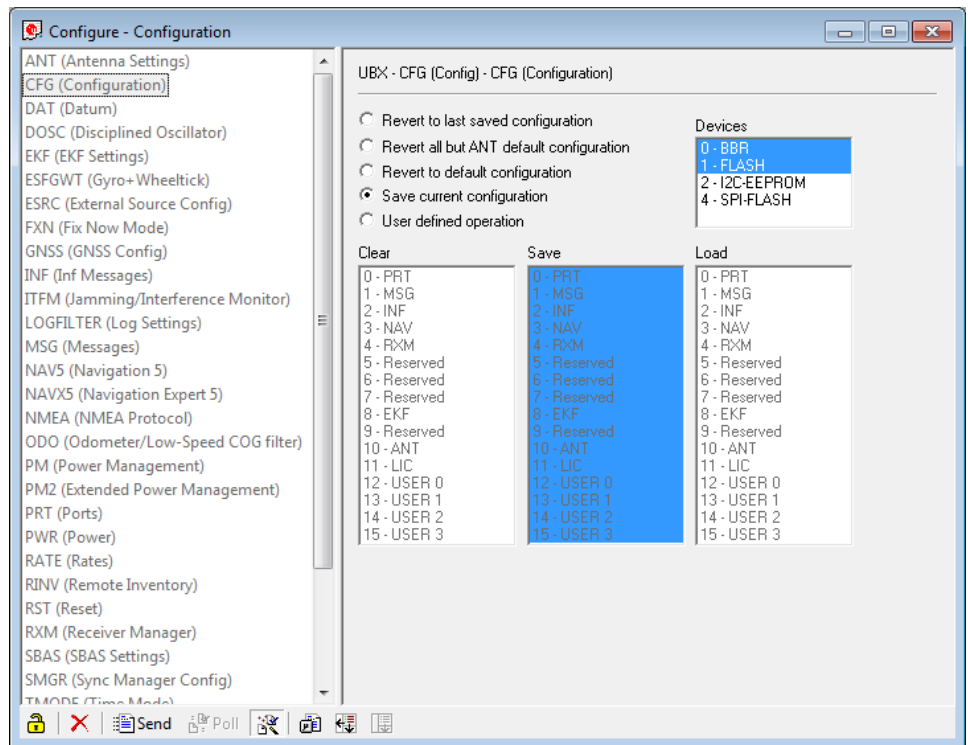 Configure - Configuration
ANT (Antenna Settings)
CFG (Configuration)
DAT (Datum)
DOSC (Disciplined Oscillator)
EKF (EKF Settings)
ESFGWT (Gyro+Wheeltick)
ESRC (External Source Config)
FXN (Fix Now Mode)
GNSS (GNSS Config)
INF (Inf Messages)
ITFM (Jamming/Interference Monitor)
LOGFILTER (Log Settings)
MSG (Messages)
NAV5 (Navigation 5)
NAVX5 (Navigation Expert 5)
NMEA (NMEA Protocol)
ODO (Odometer/Low-Speed COG filter)
PM (Power Management)
PM2 (Extended Power Management)
PRT (Ports)
PWR (Power)
RATE (Rates)
RINV (Remote Inventory)
RST (Reset)
RXM (Receiver Manager)
SBAS (SBAS Settings)
SMGR (Sync Manager Config)
TMODE (Time Mode)
UBX - CFG (Config) - CFG (Configuration)
Revert to last saved configuration
Revert all but ANT default configuration
Revert to default configuration
Save current configuration
User defined operation
Devices
0 - BBR
1 - FLASH
2 - I2C-EEPROM
4 - SPI-FLASH
Clear
0 - PRT
1 - MSG
2 - INF
3 - NAV
4 - RXM
5 - Reserved
6 - Reserved
7 - Reserved
8 - EKF
9 - Reserved
10 - ANT
11 - LIC
12 - USER 0
13 - USER 1
14 - USER 2
15 - USER 3
Save
0 - PRT
1 - MSG
2 - INF
3 - NAV
4 - RXM
5 - Reserved
6 - Reserved
7 - Reserved
8 - EKF
9 - Reserved
10 - ANT
11 - LIC
12 - USER 0
13 - USER 1
14 - USER 2
15 - USER 3
Load
0 - PRT
1 - MSG
2 - INF
3 - NAV
4 - RXM
5 - Reserved
6 - Reserved
7 - Reserved
8 - EKF
9 - Reserved
10 - ANT
11 - LIC
12 - USER 0
13 - USER 1
14 - USER 2
15 - USER 3
Send
Poll